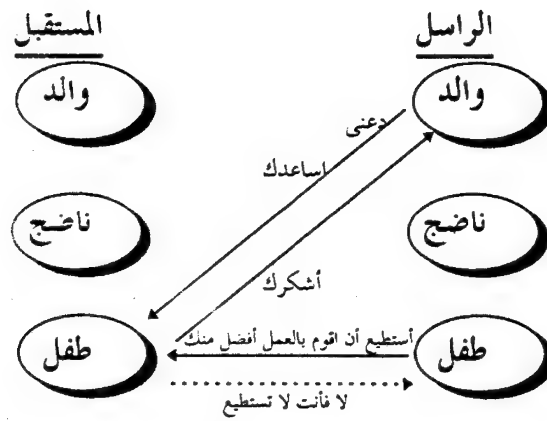 الراسل
المستقبل
والد
والد
دعنى
اساعدك
ناضج
ناضج
أشكرك
طفل
أستطيع أن اقوم بالعمل أفضل منك
طفل
لا فأنت لا تستطيع